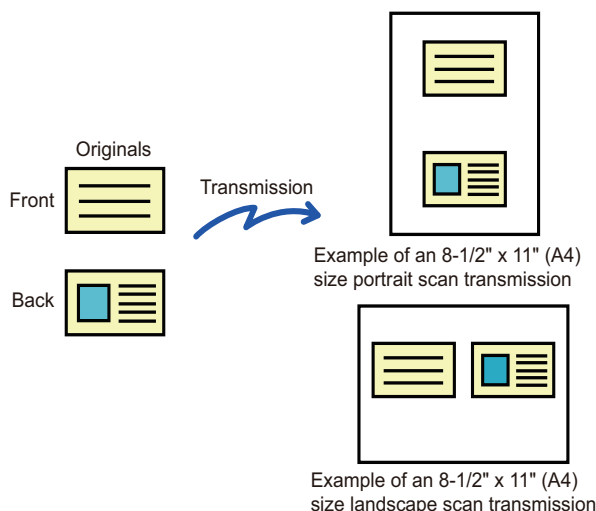 Originals
Front
Transmission
Back
Example of an 8-1/2" x 11" (A4)
size portrait scan transmission
Example of an 8-1/2" x 11" (A4)
size landscape scan transmission